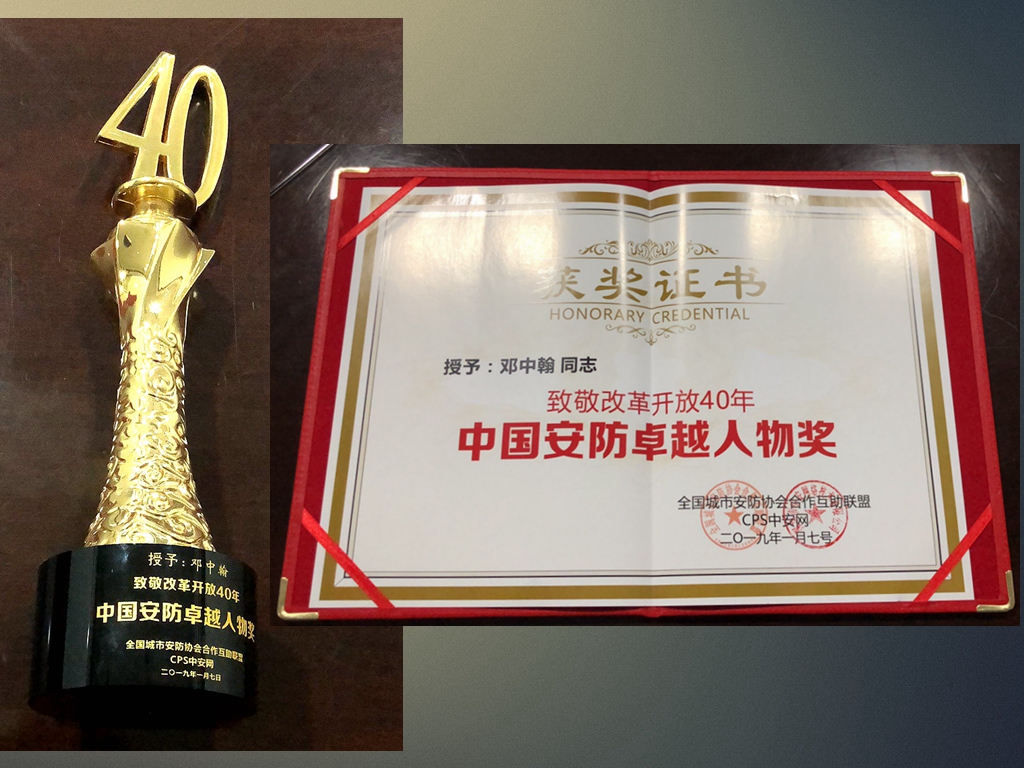 40
授予：邓中翰
致敬改革开放40年
中国安防卓越人物奖
全国城市安防协会合作互助联盟
CPS中安网
二〇一九年一月七日
获奖证书
HONORARY CREDENTIAL
授予：邓中翰 同志
致敬改革开放40年
中国安防卓越人物奖
全国城市安防协会合作互助联盟
CPS中安网
二〇一九年一月七号